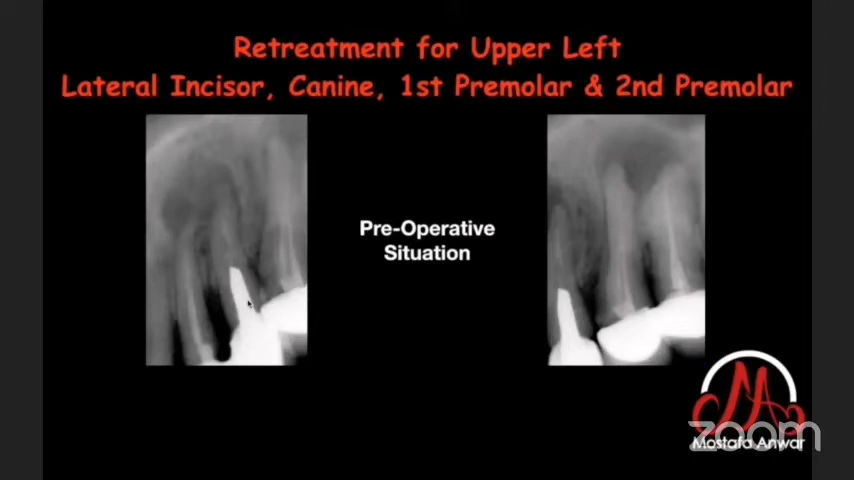 Retreatment for Upper Left
Lateral Incisor, Canine, 1st Premolar & 2nd Premolar
Pre-Operative
Situation
zoom
Mostafa Anwar